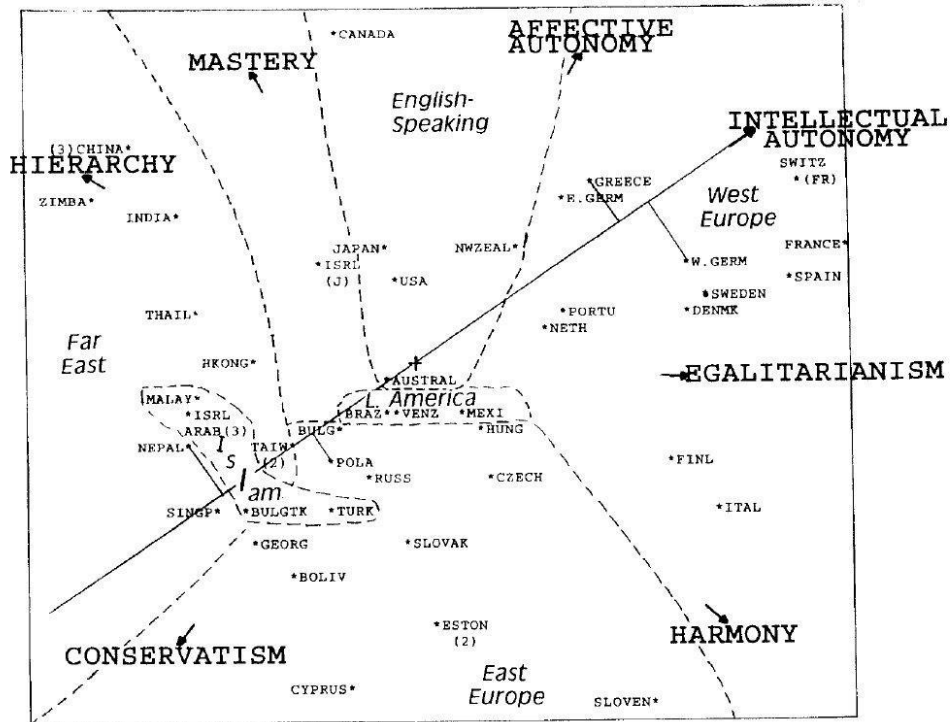 *CANADA
AFFECTIVE
AUTONOMY
MASTERY
English-
Speaking
INTELLECTUAL
AUTONOMY
(3)CHINA*
HIERARCHY
SWITZ
*(FR)
*GREECE
ZIMBA*
*E.GERM
West
Europe
INDIA*
JAPAN*
NWZEAL*
FRANCE*
*ISRL
(J)
*W.GERM
*USA
*SPAIN
*SWEDEN
THAIL*
*PORTU
*DENMK
*NETH
Far
East
HKONG*
+
*AUSTRAL
EGALITARIANISM
L. America
MALAY*
*ISRL
ARAB(3)
BRAZ*
*VENZ
*MEXI
BULG*
*HUNG
I
s
l
am
NEPAL*
TAIW*
(2)
*POLA
*FINL
*RUSS
*CZECH
SINGP*
*BULGTK
*TURK
*ITAL
*GEORG
*SLOVAK
*BOLIV
*ESTON
(2)
HARMONY
CONSERVATISM
East
Europe
CYPRUS*
SLOVEN*